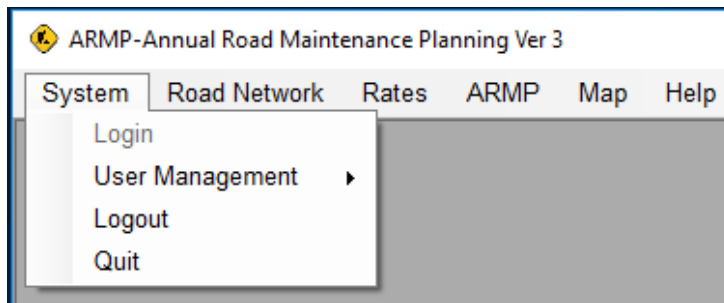 ARMP-Annual Road Maintenance Planning Ver 3
System Road Network Rates ARMP Map Help
Login
User Management
Logout
Quit